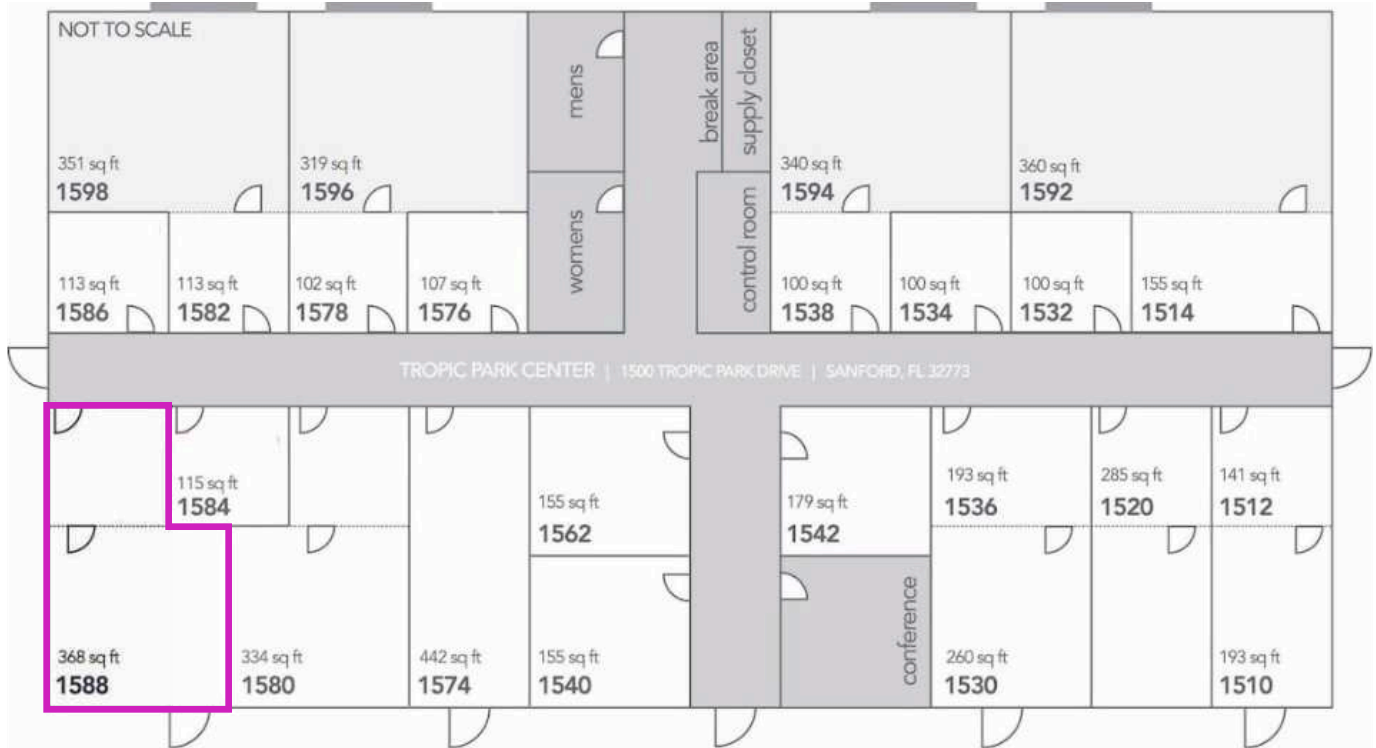 NOT TO SCALE
mens
break area
supply closet
351 sq ft
1598
319 sq ft
1596
340 sq ft
1594
360 sq ft
1592
womens
control room
113 sq ft
1586
113 sq ft
1582
102 sq ft
1578
107 sq ft
1576
100 sq ft
1538
100 sq ft
1534
100 sq ft
1532
155 sq ft
1514
TROPIC PARK CENTER | 1500 TROPIC PARK DRIVE | SANFORD, FL 32773
115 sq ft
1584
155 sq ft
1562
179 sq ft
1542
193 sq ft
1536
285 sq ft
1520
141 sq ft
1512
368 sq ft
1588
334 sq ft
1580
442 sq ft
1574
155 sq ft
1540
conference
260 sq ft
1530
193 sq ft
1510